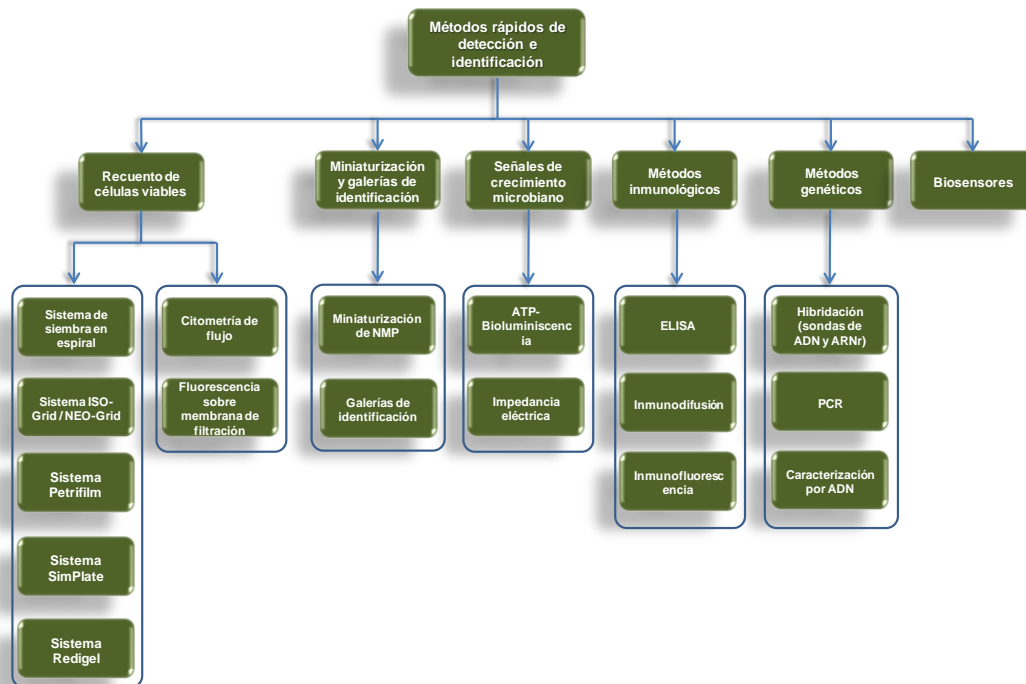 Métodos rápidos de
detección e
identificación
Recuento de
células viables
Miniaturización
y galerías de
identificación
Señales de
crecimiento
microbiano
Métodos
inmunológicos
Métodos
genéticos
Biosensores
Sistema de
siembra en
espiral
Sistema ISO-
Grid / NEO-Grid
Sistema
Petrifilm
Sistema
SimPlate
Sistema
Redigel
Citometría de
flujo
Fluorescencia
sobre
membrana de
filtración
Miniaturización
de NMP
Galerías de
identificación
ATP-
Bioluminiscenc
ia
Impedancia
eléctrica
ELISA
Inmunodifusión
Inmunofluoresc
encia
Hibridación
(sondas de
ADN y ARNr)
PCR
Caracterización
por ADN